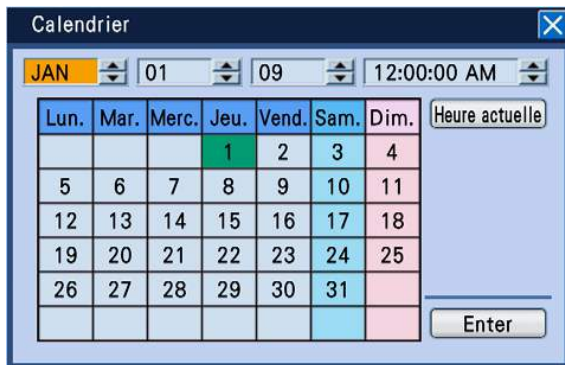 Calendrier
JAN 01 09 12:00:00 AM
Lun. Mar. Merc. Jeu. Vend. Sam. Dim. Heure actuelle
1 2 3 4
5 6 7 8 9 10 11
12 13 14 15 16 17 18
19 20 21 22 23 24 25
26 27 28 29 30 31
Enter